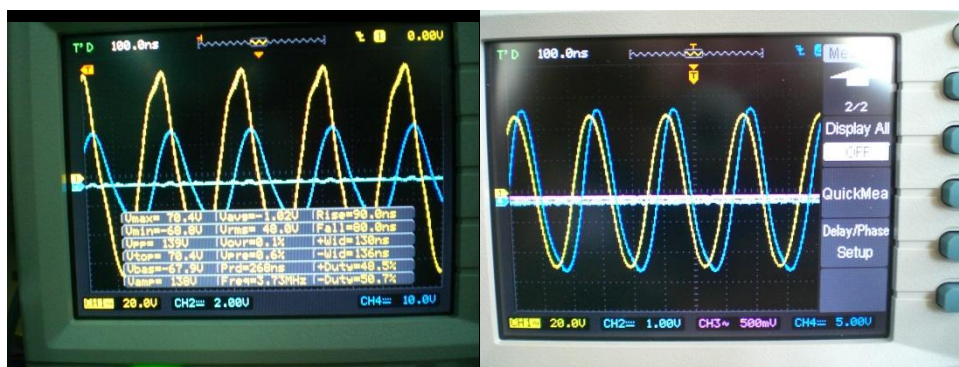 T'D 100.0ns 0.00V
Vmax= 70.4V Vavg=-1.02V Rise=90.0ns
Vmin=-68.8V Vrms= 48.0V Fall=80.0ns
Vpp= 139V Vovr=0.1% +Wid=130ns
Vtop= 70.4V Vpre=0.6% -Wid=136ns
Vbas=-67.9V Prd=268ns +Duty=48.5%
Vamp= 138V Freq=3.73MHz -Duty=50.7%
CH1 20.0V CH2 2.00V CH4 10.0V
T'D 100.0ns
2/2
Display All
OFF
QuickMea
Delay/Phase
Setup
CH1 20.0V CH2 1.00V CH3~ 500mV CH4 5.00V